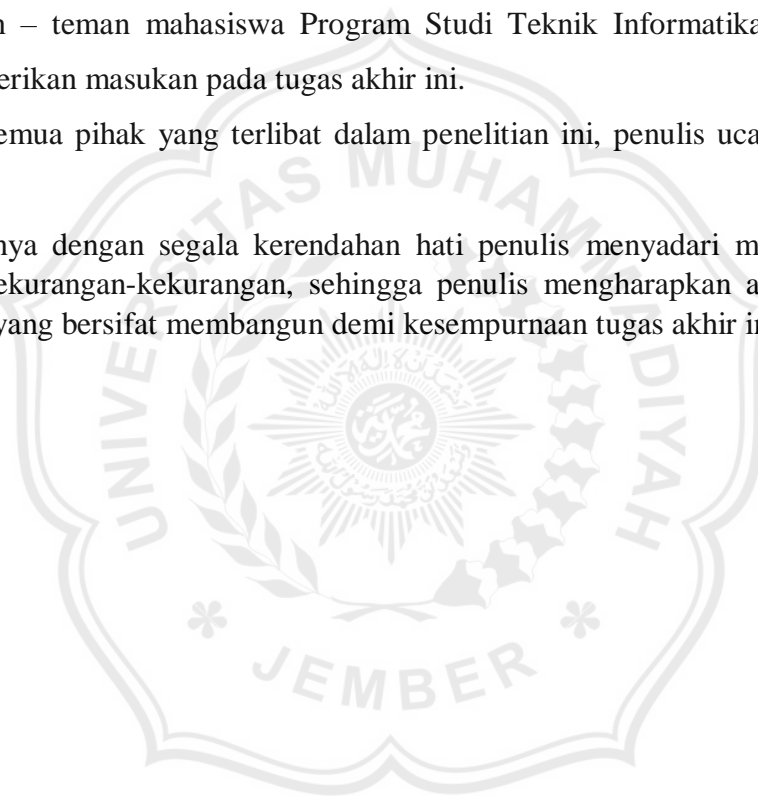 – teman mahasiswa Program Studi Teknik Informatika
erikan masukan pada tugas akhir ini.
emua pihak yang terlibat dalam penelitian ini, penulis uca
nya dengan segala kerendahan hati penulis menyadari m
ekurangan-kekurangan, sehingga penulis mengharapkan a
yang bersifat membangun demi kesempurnaan tugas akhir in
UNIVERSITAS MUHAMMADIYAH
JEMBER